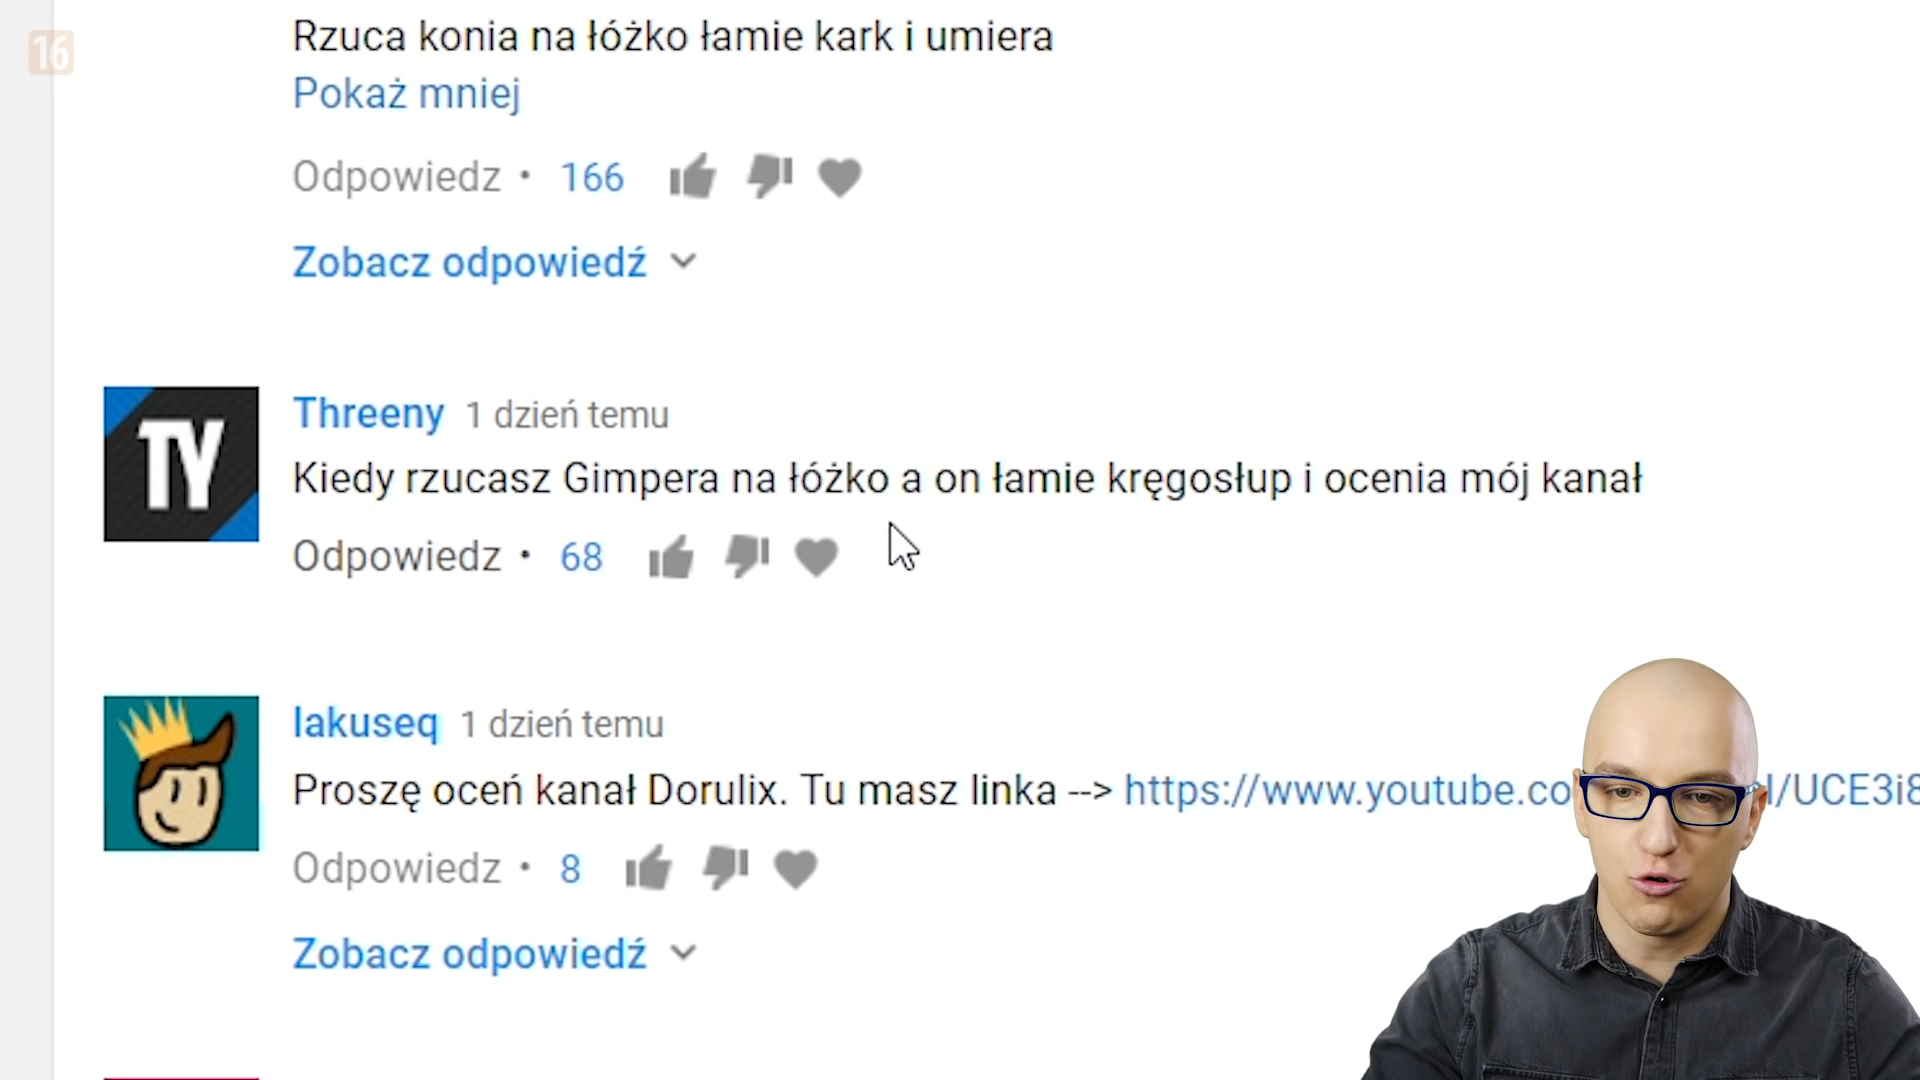 16
Rzuca konia na łóżko łamie kark i umiera
Pokaż mniej
Odpowiedz • 166
Zobacz odpowiedź
TY
Threeny 1 dzień temu
Kiedy rzucasz Gimpera na łóżko a on łamie kręgosłup i ocenia mój kanał
Odpowiedz • 68
lakuseq 1 dzień temu
Proszę oceń kanał Dorulix. Tu masz linka --> https://www.youtube.co l/UCE3i8
Odpowiedz • 8
Zobacz odpowiedź